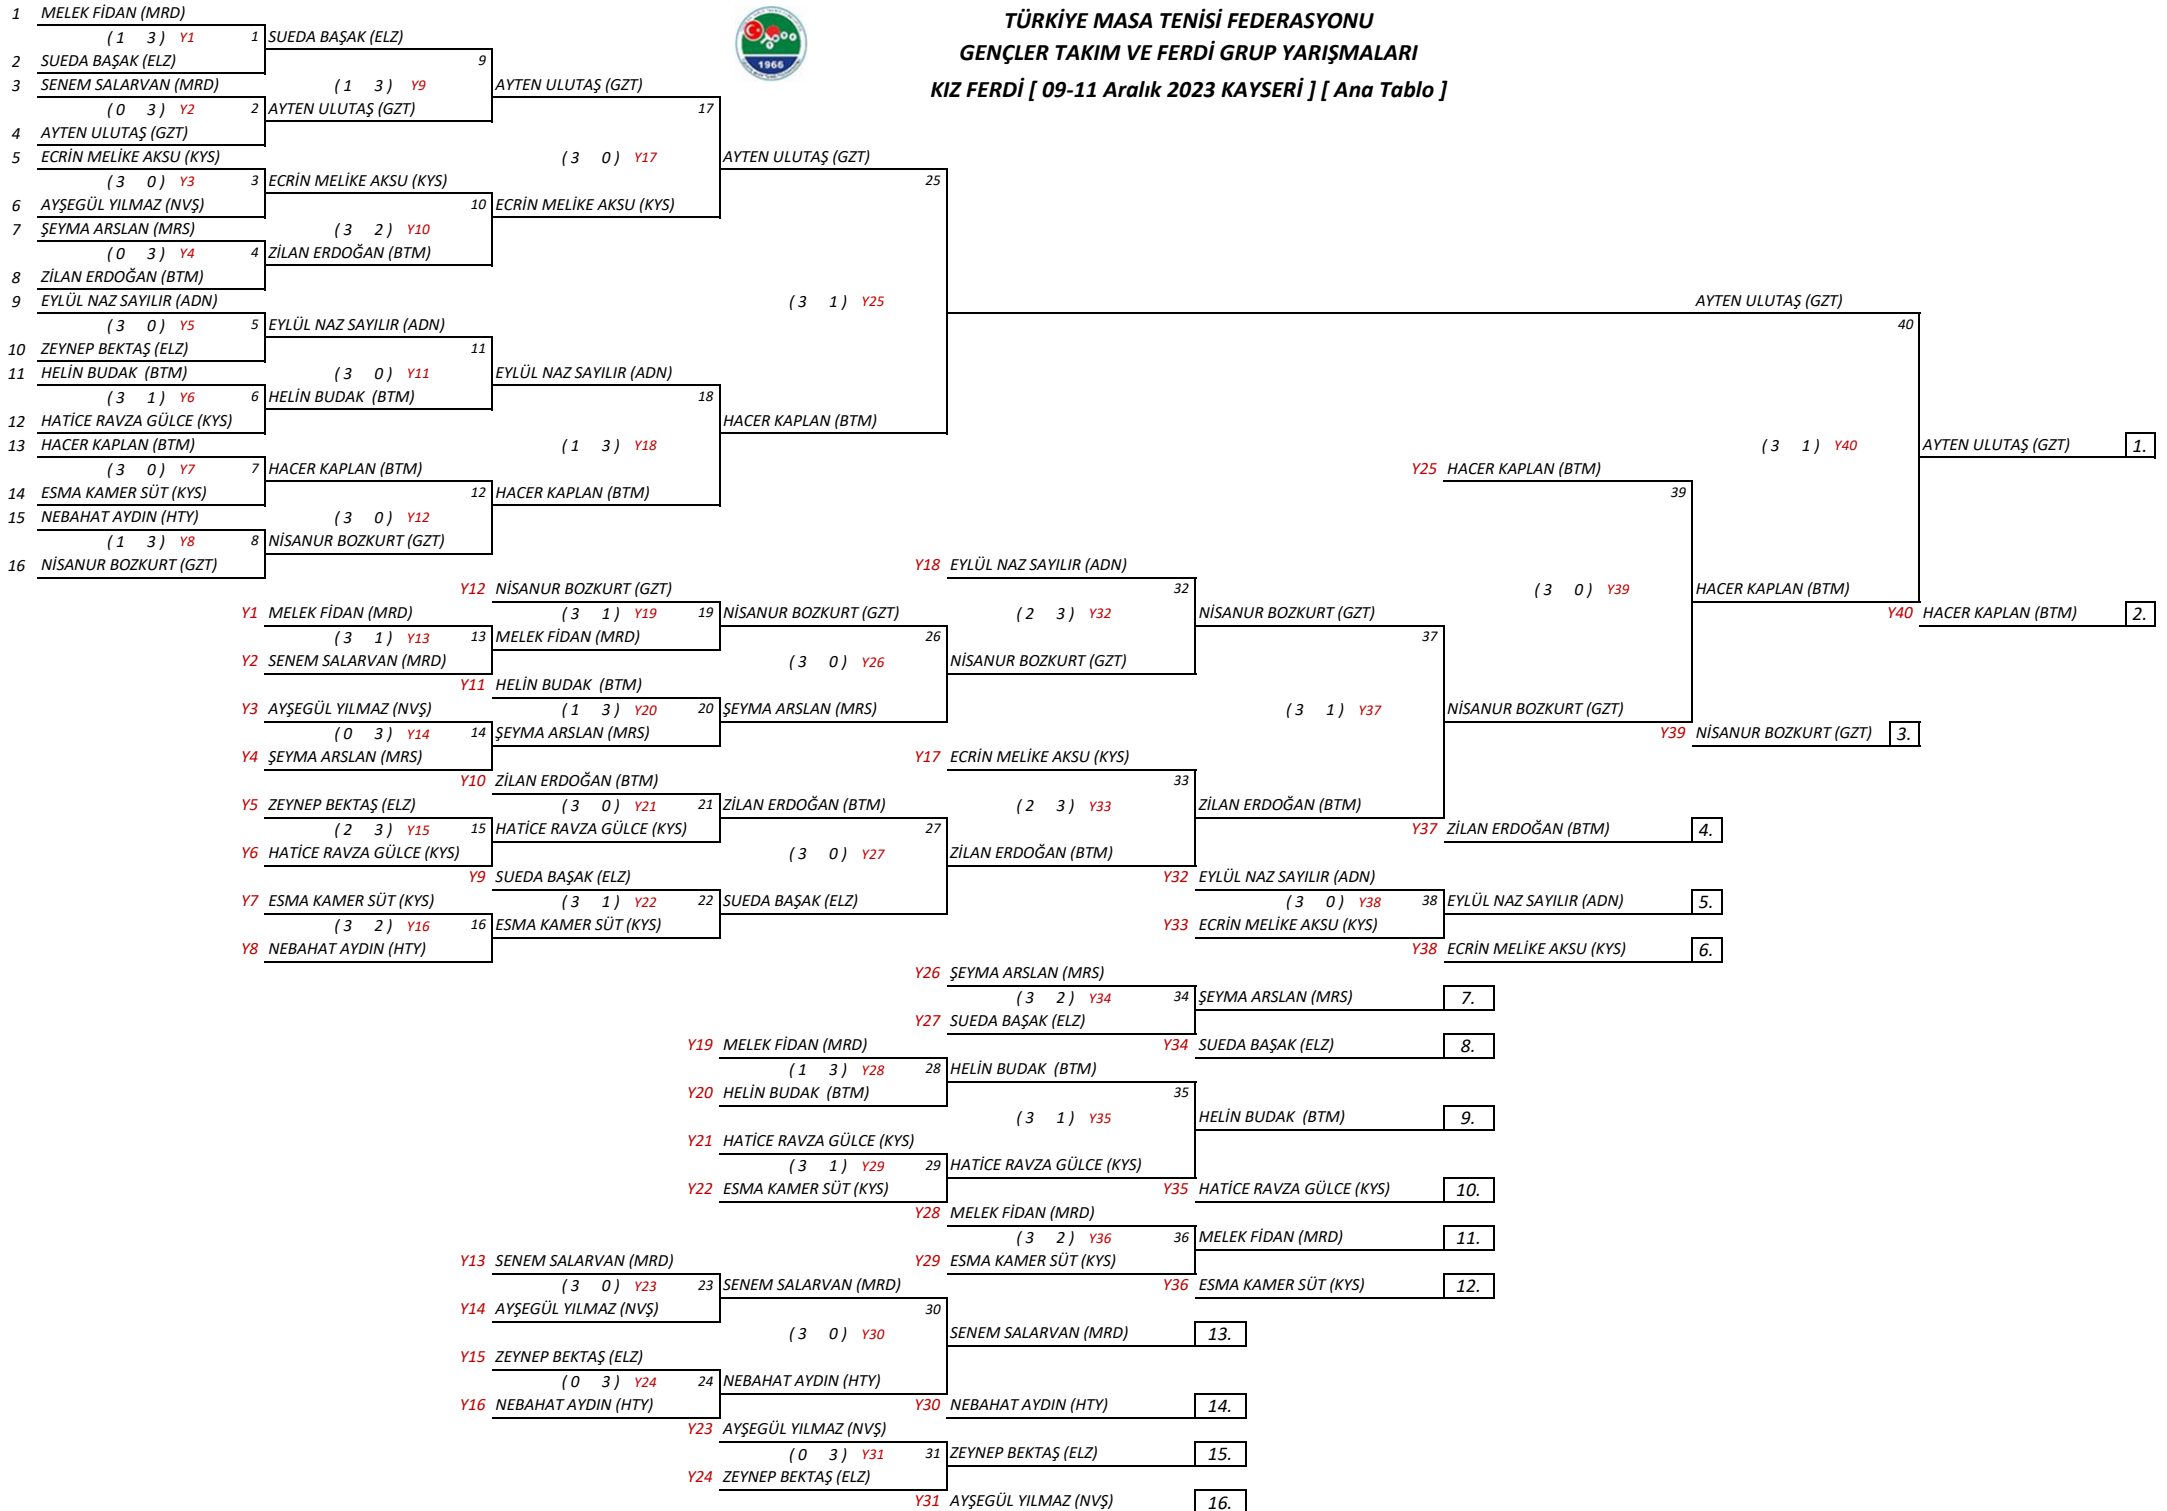 TÜRKİYE MASA TENİSİ FEDERASYONU
GENÇLER TAKIM VE FERDİ GRUP YARIŞMALARI
KIZ FERDİ [ 09-11 Aralık 2023 KAYSERİ ] [ Ana Tablo ]
1966
1 MELEK FİDAN (MRD)
( 1 3 ) Y1 1 SUEDA BAŞAK (ELZ)
2 SUEDA BAŞAK (ELZ) 9
3 SENEM SALARVAN (MRD) ( 1 3 ) Y9 AYTEN ULUTAŞ (GZT)
( 0 3 ) Y2 2 AYTEN ULUTAŞ (GZT) 17
4 AYTEN ULUTAŞ (GZT)
5 ECRİN MELİKE AKSU (KYS) ( 3 0 ) Y17 AYTEN ULUTAŞ (GZT)
( 3 0 ) Y3 3 ECRİN MELİKE AKSU (KYS) 25
6 AYŞEGÜL YILMAZ (NVŞ) 10 ECRİN MELİKE AKSU (KYS)
7 ŞEYMA ARSLAN (MRS) ( 3 2 ) Y10
( 0 3 ) Y4 4 ZİLAN ERDOĞAN (BTM)
8 ZİLAN ERDOĞAN (BTM)
9 EYLÜL NAZ SAYILIR (ADN) ( 3 1 ) Y25 AYTEN ULUTAŞ (GZT)
( 3 0 ) Y5 5 EYLÜL NAZ SAYILIR (ADN) 40
10 ZEYNEP BEKTAŞ (ELZ) 11
11 HELİN BUDAK (BTM) ( 3 0 ) Y11 EYLÜL NAZ SAYILIR (ADN)
( 3 1 ) Y6 6 HELİN BUDAK (BTM) 18
12 HATİCE RAVZA GÜLCE (KYS) HACER KAPLAN (BTM)
13 HACER KAPLAN (BTM) ( 1 3 ) Y18 ( 3 1 ) Y40 AYTEN ULUTAŞ (GZT) 1.
( 3 0 ) Y7 7 HACER KAPLAN (BTM) Y25 HACER KAPLAN (BTM)
14 ESMA KAMER SÜT (KYS) 12 HACER KAPLAN (BTM) 39
15 NEBAHAT AYDIN (HTY) ( 3 0 ) Y12
( 1 3 ) Y8 8 NİSANUR BOZKURT (GZT)
16 NİSANUR BOZKURT (GZT) Y18 EYLÜL NAZ SAYILIR (ADN)
Y12 NİSANUR BOZKURT (GZT) 32 ( 3 0 ) Y39 HACER KAPLAN (BTM)
Y1 MELEK FİDAN (MRD) ( 3 1 ) Y19 19 NİSANUR BOZKURT (GZT) ( 2 3 ) Y32 NİSANUR BOZKURT (GZT) Y40 HACER KAPLAN (BTM) 2.
( 3 1 ) Y13 13 MELEK FİDAN (MRD) 26 37
Y2 SENEM SALARVAN (MRD) ( 3 0 ) Y26 NİSANUR BOZKURT (GZT)
Y11 HELİN BUDAK (BTM)
Y3 AYŞEGÜL YILMAZ (NVŞ) ( 1 3 ) Y20 20 ŞEYMA ARSLAN (MRS) ( 3 1 ) Y37 NİSANUR BOZKURT (GZT)
( 0 3 ) Y14 14 ŞEYMA ARSLAN (MRS) Y39 NİSANUR BOZKURT (GZT) 3.
Y4 ŞEYMA ARSLAN (MRS) Y17 ECRİN MELİKE AKSU (KYS)
Y10 ZİLAN ERDOĞAN (BTM) 33
Y5 ZEYNEP BEKTAŞ (ELZ) ( 3 0 ) Y21 21 ZİLAN ERDOĞAN (BTM) ( 2 3 ) Y33 ZİLAN ERDOĞAN (BTM)
( 2 3 ) Y15 15 HATİCE RAVZA GÜLCE (KYS) 27 Y37 ZİLAN ERDOĞAN (BTM) 4.
Y6 HATİCE RAVZA GÜLCE (KYS) ( 3 0 ) Y27 ZİLAN ERDOĞAN (BTM)
Y9 SUEDA BAŞAK (ELZ) Y32 EYLÜL NAZ SAYILIR (ADN)
Y7 ESMA KAMER SÜT (KYS) ( 3 1 ) Y22 22 SUEDA BAŞAK (ELZ) ( 3 0 ) Y38 38 EYLÜL NAZ SAYILIR (ADN) 5.
( 3 2 ) Y16 16 ESMA KAMER SÜT (KYS) Y33 ECRİN MELİKE AKSU (KYS)
Y8 NEBAHAT AYDIN (HTY) Y38 ECRİN MELİKE AKSU (KYS) 6.
Y26 ŞEYMA ARSLAN (MRS)
( 3 2 ) Y34 34 ŞEYMA ARSLAN (MRS) 7.
Y27 SUEDA BAŞAK (ELZ)
Y19 MELEK FİDAN (MRD) Y34 SUEDA BAŞAK (ELZ) 8.
( 1 3 ) Y28 28 HELİN BUDAK (BTM)
Y20 HELİN BUDAK (BTM) 35
( 3 1 ) Y35 HELİN BUDAK (BTM) 9.
Y21 HATİCE RAVZA GÜLCE (KYS)
( 3 1 ) Y29 29 HATİCE RAVZA GÜLCE (KYS)
Y22 ESMA KAMER SÜT (KYS) Y35 HATİCE RAVZA GÜLCE (KYS) 10.
Y28 MELEK FİDAN (MRD)
( 3 2 ) Y36 36 MELEK FİDAN (MRD) 11.
Y13 SENEM SALARVAN (MRD) Y29 ESMA KAMER SÜT (KYS)
( 3 0 ) Y23 23 SENEM SALARVAN (MRD) Y36 ESMA KAMER SÜT (KYS) 12.
Y14 AYŞEGÜL YILMAZ (NVŞ) 30
( 3 0 ) Y30 SENEM SALARVAN (MRD) 13.
Y15 ZEYNEP BEKTAŞ (ELZ)
( 0 3 ) Y24 24 NEBAHAT AYDIN (HTY)
Y16 NEBAHAT AYDIN (HTY) Y30 NEBAHAT AYDIN (HTY) 14.
Y23 AYŞEGÜL YILMAZ (NVŞ)
( 0 3 ) Y31 31 ZEYNEP BEKTAŞ (ELZ) 15.
Y24 ZEYNEP BEKTAŞ (ELZ)
Y31 AYŞEGÜL YILMAZ (NVŞ) 16.